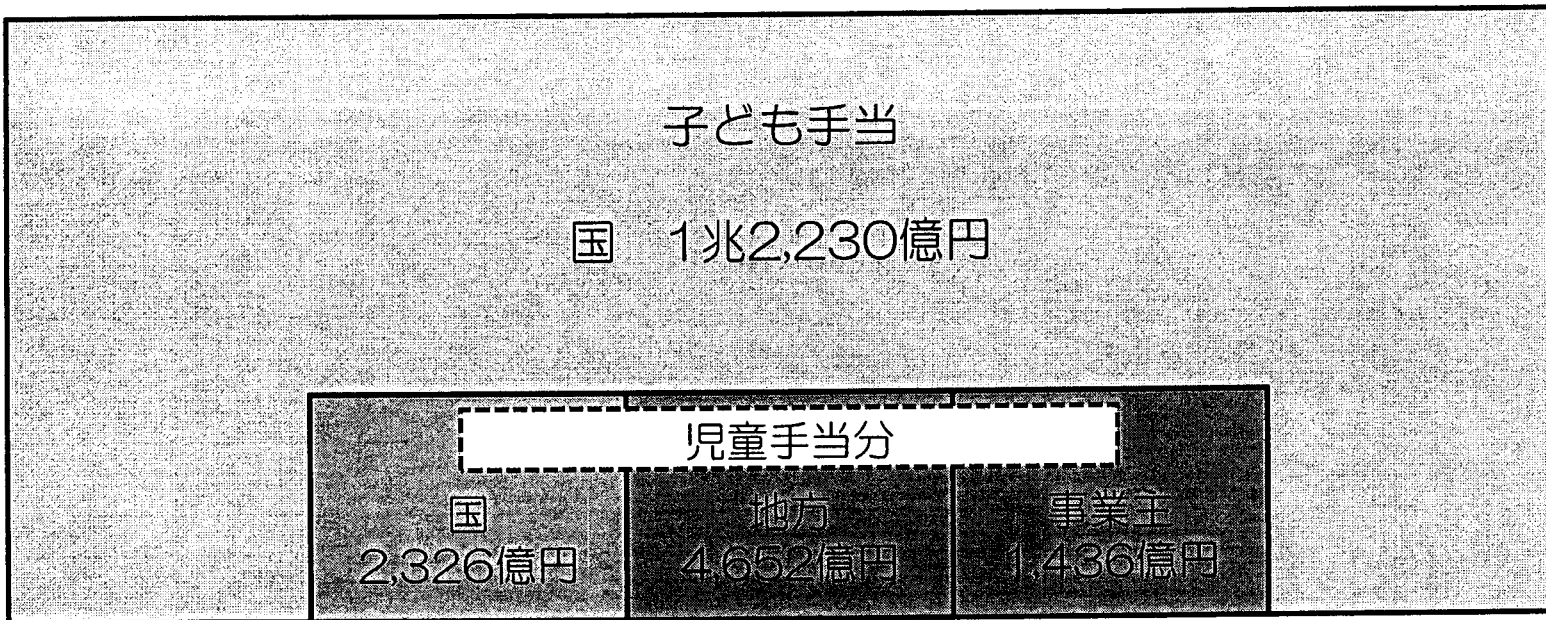 子ども手当
国 1兆2,230億円
児童手当分
国 地方 事業主
2,326億円 4,652億円 1,436億円